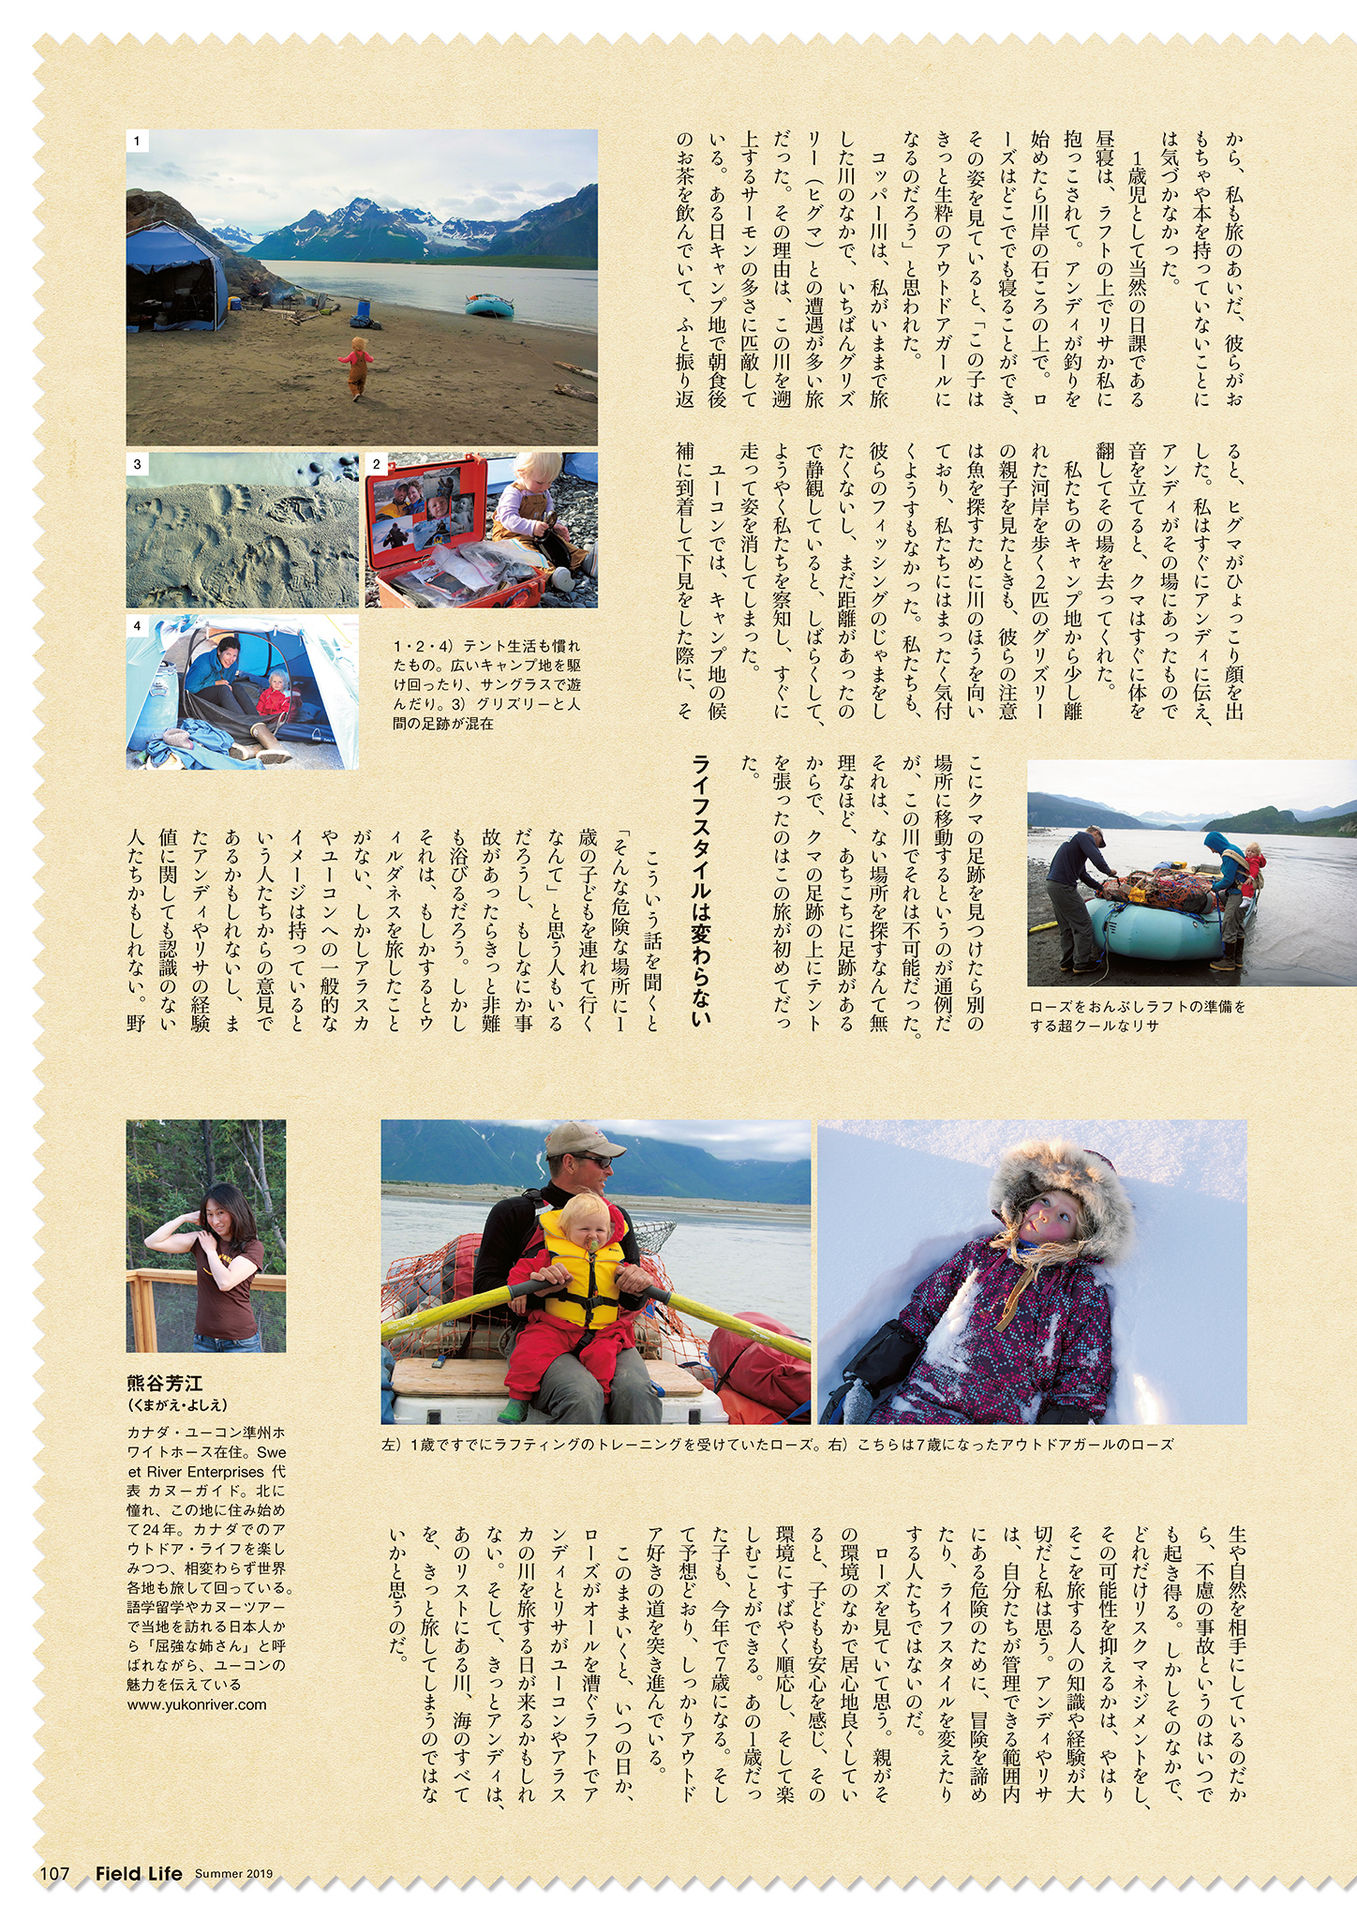 から、私も旅のあいだ、彼らがお
もちゃや本を持っていないことに
は気づかなかった。
1歳児として当然の日課である
昼寝は、ラフトの上でリサか私に
抱っこされて。アンディが釣りを
始めたら川岸の石ころの上で。ロ
ーズはどこででも寝ることができ、
その姿を見ていると、「この子は
きっと生粋のアウトドアガールに
なるのだろう」と思われた。
コッパー川は、私がいままで旅
した川のなかで、いちばんグリズ
リー（ヒグマ）との遭遇が多い旅
だった。その理由は、この川を遡
上するサーモンの多さに匹敵して
いる。ある日キャンプ地で朝食後
のお茶を飲んでいて、ふと振り返
ると、ヒグマがひょっこり顔を出
した。私はすぐにアンディに伝え、
アンディがその場にあったもので
音を立てると、クマはすぐに体を
翻してその場を去ってくれた。
私たちのキャンプ地から少し離
れた河岸を歩く2匹のグリズリー
の親子を見たときも、彼らの注意
は魚を探すために川のほうを向い
ており、私たちにはまったく気付
くようすもなかった。私たちも、
彼らのフィッシングのじゃまをし
たくないし、まだ距離があったの
で静観していると、しばらくして、
ようやく私たちを察知し、すぐに
走って姿を消してしまった。
ユーコンでは、キャンプ地の候
補に到着して下見をした際に、そ
こにクマの足跡を見つけたら別の
場所に移動するというのが通例だ
が、この川でそれは不可能だった。
それは、ない場所を探すなんて無
理なほど、あちこちに足跡がある
からで、クマの足跡の上にテント
を張ったのはこの旅が初めてだっ
た。
ライフスタイルは変わらない
こういう話を聞くと
「そんな危険な場所に1
歳の子どもを連れて行く
なんて」と思う人もいる
だろうし、もしなにか事
故があったらきっと非難
も浴びるだろう。しかし
それは、もしかするとウ
ィルダネスを旅したこと
がない、しかしアラスカ
やユーコンへの一般的な
イメージは持っていると
いう人たちからの意見で
あるかもしれないし、ま
たアンディやリサの経験
値に関しても認識のない
人たちかもしれない。野
生や自然を相手にしているのだか
ら、不慮の事故というのはいつで
も起き得る。しかしそのなかで、
どれだけリスクマネジメントをし、
その可能性を抑えるかは、やはり
そこを旅する人の知識や経験が大
切だと私は思う。アンディやリサ
は、自分たちが管理できる範囲内
にある危険のために、冒険を諦め
たり、ライフスタイルを変えたり
する人たちではないのだ。
ローズを見ていて思う。親がそ
の環境のなかで居心地良くしてい
ると、子どもも安心を感じ、その
環境にすばやく順応し、そして楽
しむことができる。あの1歳だっ
た子も、今年で7歳になる。そし
て予想どおり、しっかりアウトド
ア好きの道を突き進んでいる。
このままいくと、いつの日か、
ローズがオールを漕ぐラフトでア
ンディとリサがユーコンやアラス
カの川を旅する日が来るかもしれ
ない。そして、きっとアンディは、
あのリストにある川、海のすべて
を、きっと旅してしまうのではな
いかと思うのだ。
1
3
2
4
1・2・4）テント生活も慣れ
たもの。広いキャンプ地を駆
け回ったり、サングラスで遊
んだり。3）グリズリーと人
間の足跡が混在
ローズをおんぶしラフトの準備を
する超クールなリサ
左）1歳ですでにラフティングのトレーニングを受けていたローズ。右）こちらは7歳になったアウトドアガールのローズ
熊谷芳江
（くまがえ・よしえ）
カナダ・ユーコン準州ホ
ワイトホース在住。Swe
et River Enterprises 代
表 カヌーガイド。北に
憧れ、この地に住み始め
て24年。カナダでのア
ウトドア・ライフを楽し
みつつ、相変わらず世界
各地も旅して回っている。
語学留学やカヌーツアー
で当地を訪れる日本人か
ら「屈強な姉さん」と呼
ばれながら、ユーコンの
魅力を伝えている
www.yukonriver.com
107 Field Life Summer 2019